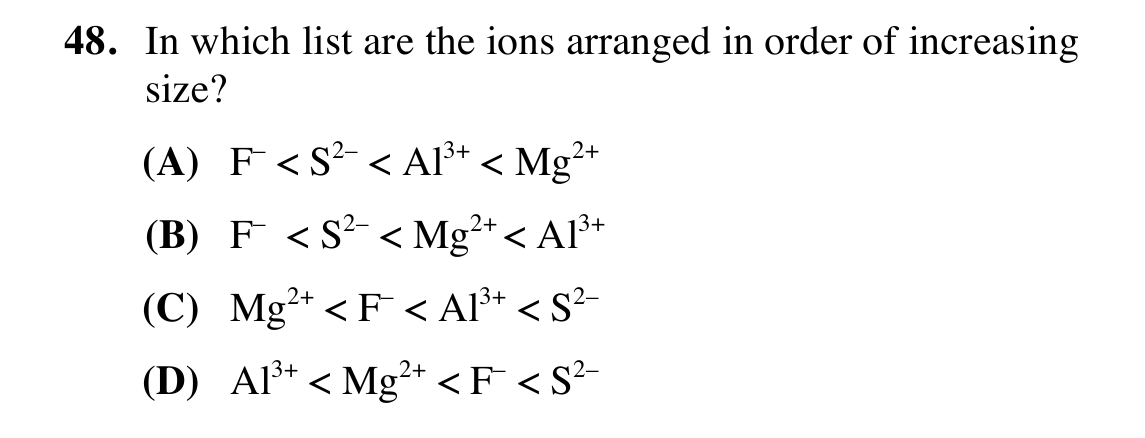 48. In which list are the ions arranged in order of increasing
size?
(A) F⁻ < S²⁻ < Al³⁺ < Mg²⁺
(B) F⁻ < S²⁻ < Mg²⁺ < Al³⁺
(C) Mg²⁺ < F⁻ < Al³⁺ < S²⁻
(D) Al³⁺ < Mg²⁺ < F⁻ < S²⁻